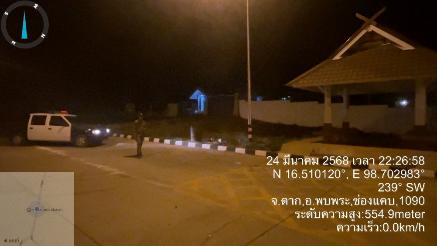 24 มีนาคม 2568 เวลา 22:26:58
N 16.510120°, E 98.702983°
239° SW
จ.ตาก,อ.พบพระ,ช่องแคบ,1090
ระดับความสูง:554.9meter
ความเร็ว:0.0km/h